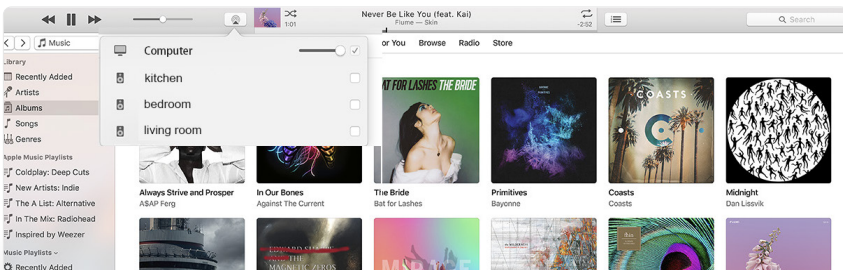 Never Be Like You (feat. Kai)
Flume — Skin
1:01
-2:52
Search
Music
or You Browse Radio Store
Computer
kitchen
bedroom
living room
Library
Recently Added
Artists
Albums
Songs
Genres
Apple Music Playlists
Coldplay: Deep Cuts
New Artists: Indie
The A List: Alternative
In The Mix: Radiohead
Inspired by Weezer
Music Playlists
Recently Added
AT FOR LASHES THE BRIDE
COASTS
C
Always Strive and Prosper
A$AP Ferg
In Our Bones
Against The Current
The Bride
Bat for Lashes
Primitives
Bayonne
Coasts
Coasts
Midnight
Dan Lissvik
EDWARD SHARPE
AND THE
MAGNETIC ZEROS
MIRAGE